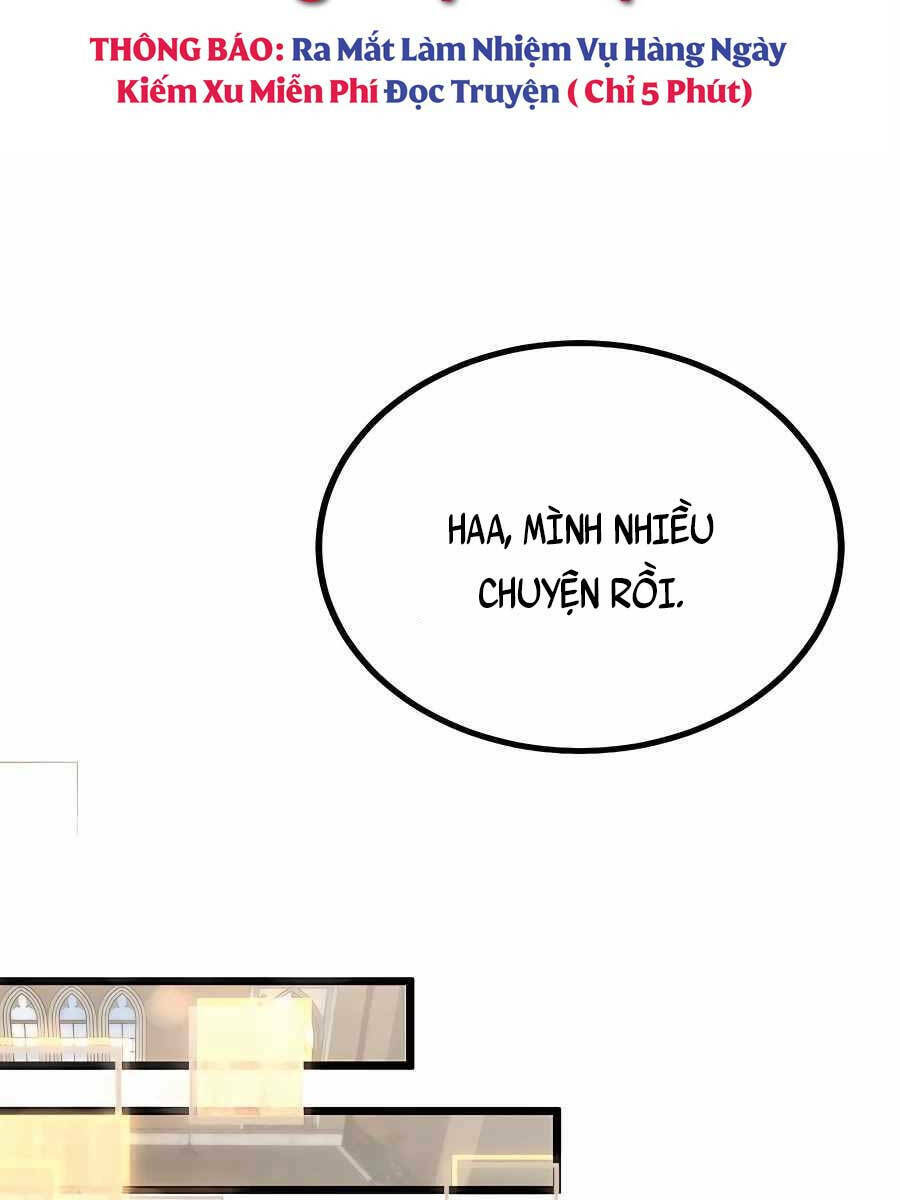 THÔNG BÁO: Ra Mắt Làm Nhiệm Vụ Hàng Ngày
Kiếm Xu Miễn Phí Đọc Truyện ( Chỉ 5 Phút)
HAA, MÌNH NHIỀU
CHUYỆN RỒI.